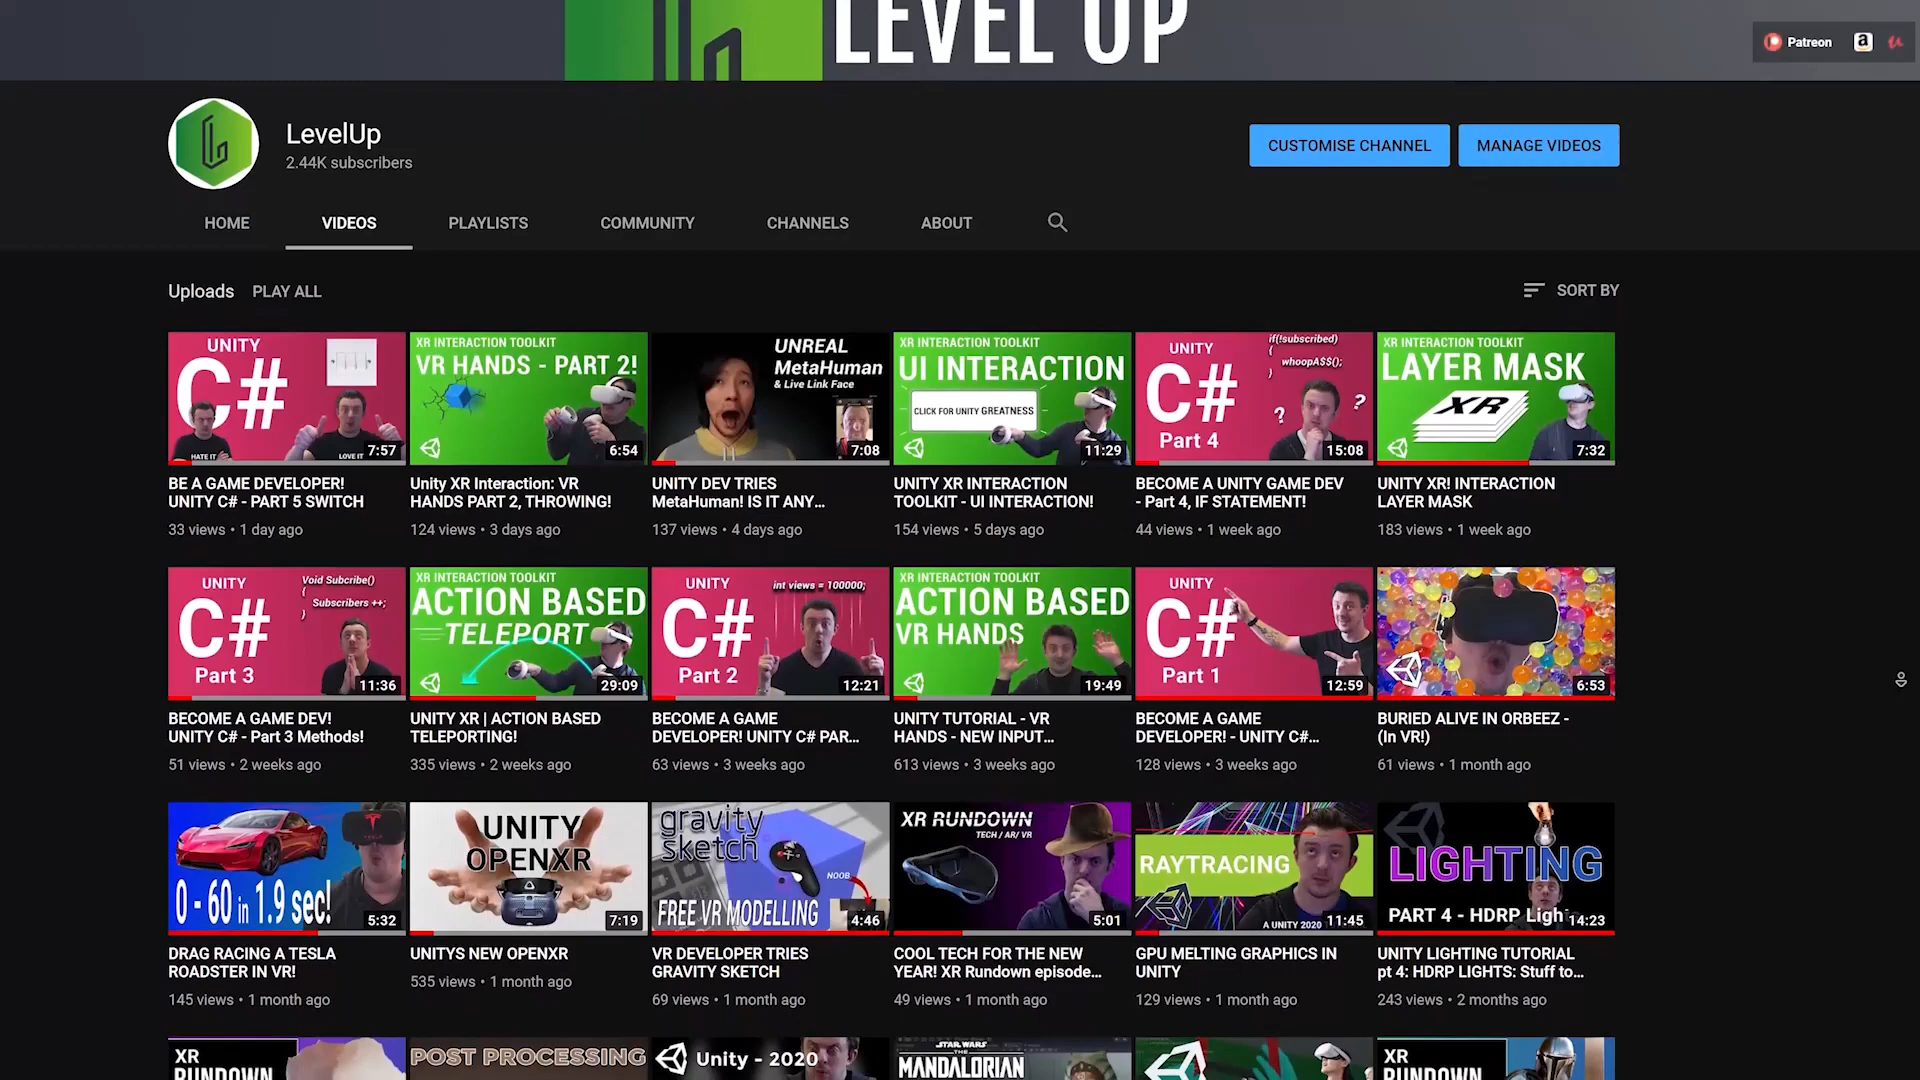 LEVEL UP
Patreon
LevelUp
2.44K subscribers
CUSTOMISE CHANNEL
MANAGE VIDEOS
HOME
VIDEOS
PLAYLISTS
COMMUNITY
CHANNELS
ABOUT
Uploads
PLAY ALL
SORT BY
UNITY
C#
HATE IT
LOVE IT
7:57
XR INTERACTION TOOLKIT
VR HANDS - PART 2!
6:54
UNREAL
MetaHuman
& Live Link Face
7:08
XR INTERACTION TOOLKIT
UI INTERACTION
CLICK FOR UNITY GREATNESS
11:29
UNITY
C#
Part 4
if(!subscribed)
{
whoopA$$();
}
? ?
15:08
XR INTERACTION TOOLKIT
LAYER MASK
XR
7:32
BE A GAME DEVELOPER!
UNITY C# - PART 5 SWITCH
33 views • 1 day ago
Unity XR Interaction: VR
HANDS PART 2, THROWING!
124 views • 3 days ago
UNITY DEV TRIES
MetaHuman! IS IT ANY...
137 views • 4 days ago
UNITY XR INTERACTION
TOOLKIT - UI INTERACTION!
154 views • 5 days ago
BECOME A UNITY GAME DEV
- Part 4, IF STATEMENT!
44 views • 1 week ago
UNITY XR! INTERACTION
LAYER MASK
183 views • 1 week ago
UNITY
C#
Part 3
Void Subcribe()
{
Subscribers ++;
}
11:36
XR INTERACTION TOOLKIT
ACTION BASED
TELEPORT
29:09
UNITY
C#
Part 2
int views = 100000;
12:21
XR INTERACTION TOOLKIT
ACTION BASED
VR HANDS
19:49
UNITY
C#
Part 1
12:59
6:53
BECOME A GAME DEV!
UNITY C# - Part 3 Methods!
51 views • 2 weeks ago
UNITY XR | ACTION BASED
TELEPORTING!
335 views • 2 weeks ago
BECOME A GAME
DEVELOPER! UNITY C# PAR...
63 views • 3 weeks ago
UNITY TUTORIAL - VR
HANDS - NEW INPUT...
613 views • 3 weeks ago
BECOME A GAME
DEVELOPER! - UNITY C#...
128 views • 3 weeks ago
BURIED ALIVE IN ORBEEZ -
(In VR!)
61 views • 1 month ago
0 - 60 in 1.9 sec!
5:32
UNITY
OPENXR
7:19
gravity
sketch
NOOB
FREE VR MODELLING
4:46
XR RUNDOWN
TECH / AR/ VR
5:01
RAYTRACING
A UNITY 2020
11:45
LIGHTING
PART 4 - HDRP Ligh
14:23
DRAG RACING A TESLA
ROADSTER IN VR!
145 views • 1 month ago
UNITYS NEW OPENXR
535 views • 1 month ago
VR DEVELOPER TRIES
GRAVITY SKETCH
69 views • 1 month ago
COOL TECH FOR THE NEW
YEAR! XR Rundown episode...
49 views • 1 month ago
GPU MELTING GRAPHICS IN
UNITY
129 views • 1 month ago
UNITY LIGHTING TUTORIAL
pt 4: HDRP LIGHTS: Stuff to...
243 views • 2 months ago
XR
RUNDOWN
POST PROCESSING
Unity - 2020
STAR WARS
THE
MANDALORIAN
XR
RUNDOWN